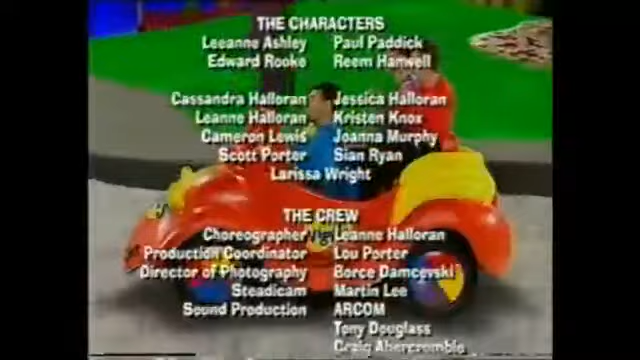 THE CHARACTERS
Leeanne Ashley Paul Paddick
Edward Rooke Reem Hanwell
Cassandra Halloran Jessica Halloran
Leanne Halloran Kristen Knox
Cameron Lewis Joanna Murphy
Scott Porter Sian Ryan
Larissa Wright
THE CREW
Choreographer Leanne Halloran
Production Coordinator Lou Porter
Director of Photography Borce Damcevski
Steadicam Martin Lee
Sound Production ARCOM
Tony Douglass
Craig Abercrombie